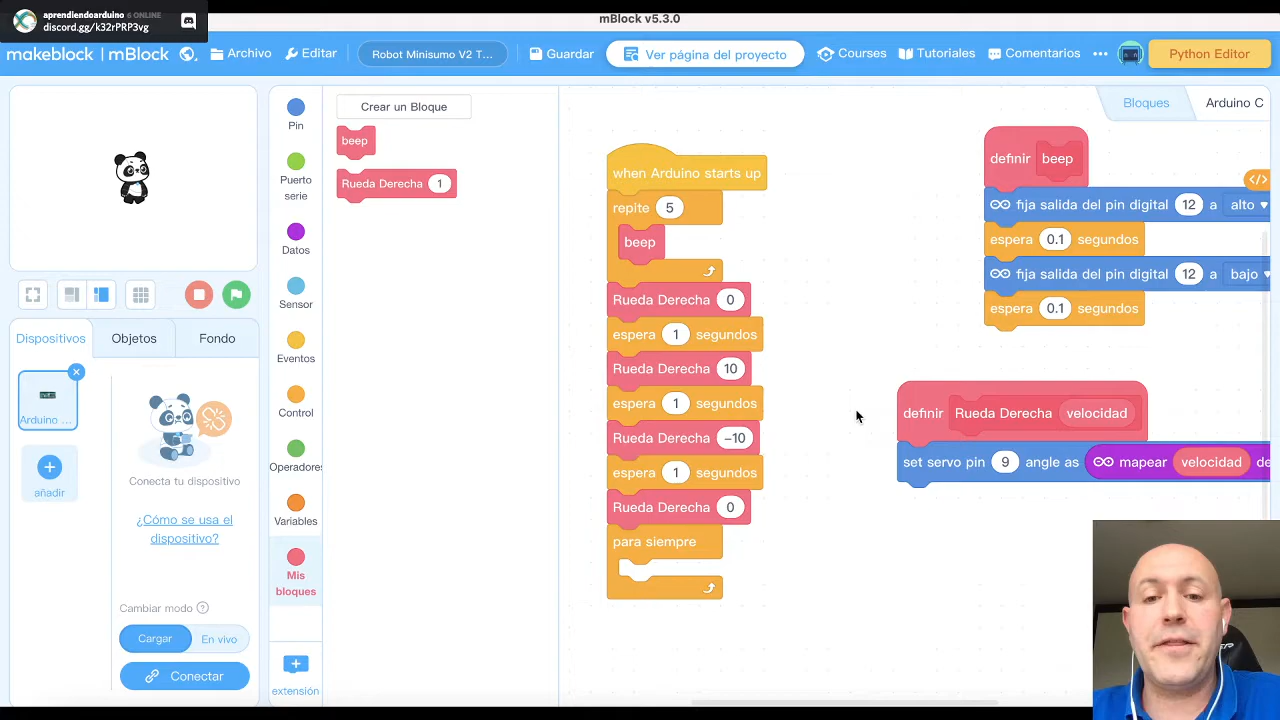 aprendiendoarduino 6 ONLINE
discord.gg/k32rPRP3vg
mBlock v5.3.0
makeblock | mBlock
Archivo
Editar
Robot Minisumo V2 T...
Guardar
Ver página del proyecto
Courses
Tutoriales
Comentarios
Python Editor
Bloques
Arduino C
Pin
Puerto
serie
Datos
Sensor
Eventos
Control
Operadores
Variables
Mis
bloques
extensión
Crear un Bloque
beep
Rueda Derecha 1
when Arduino starts up
repite 5
beep
Rueda Derecha 0
espera 1 segundos
Rueda Derecha 10
espera 1 segundos
Rueda Derecha -10
espera 1 segundos
Rueda Derecha 0
para siempre
definir beep
fija salida del pin digital 12 a alto
espera 0.1 segundos
fija salida del pin digital 12 a bajo
espera 0.1 segundos
definir Rueda Derecha velocidad
set servo pin 9 angle as mapear velocidad de
Dispositivos
Objetos
Fondo
Arduino ...
añadir
Conecta tu dispositivo
¿Cómo se usa el
dispositivo?
Cambiar modo ?
Cargar
En vivo
Conectar